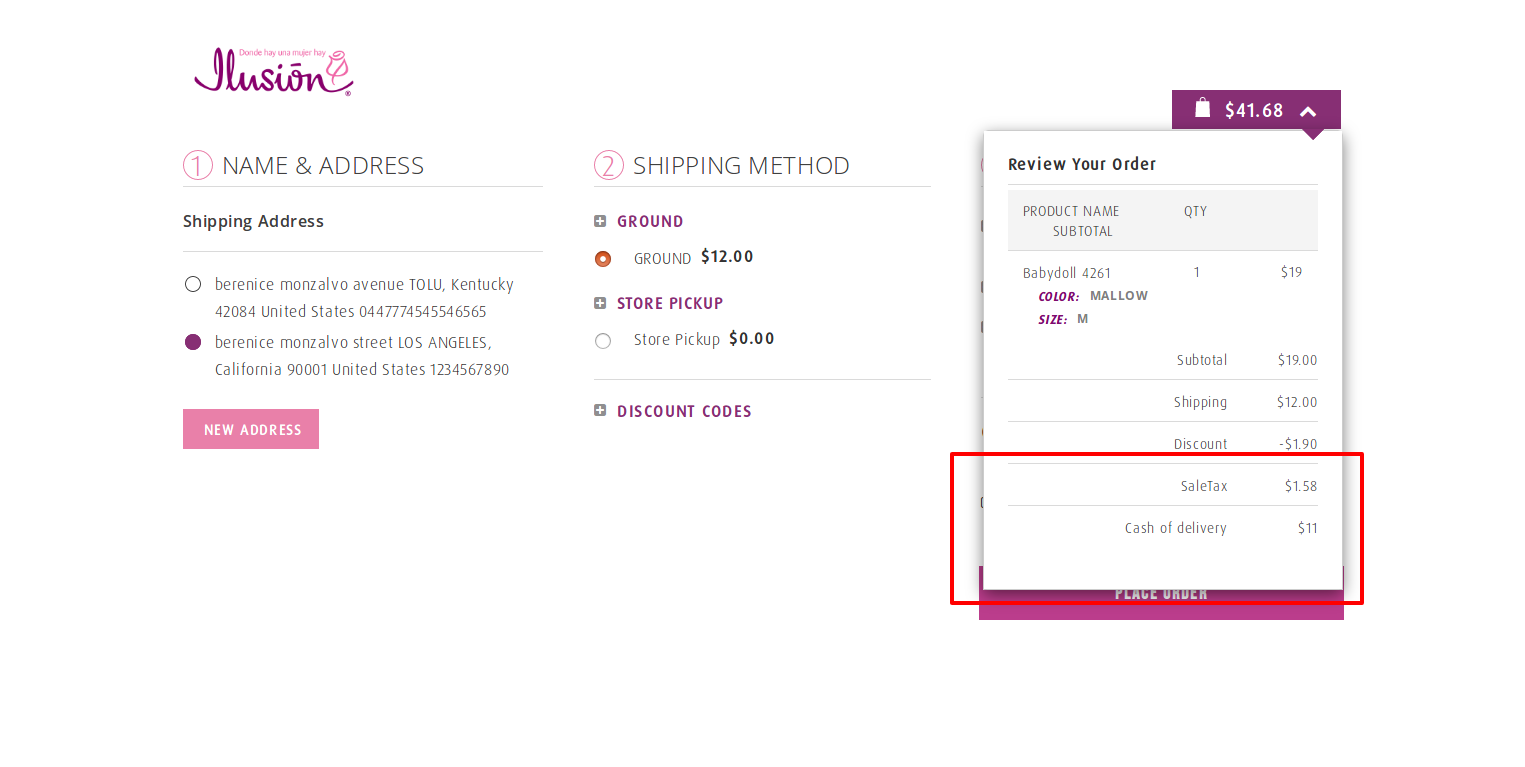 Donde hay una mujer hay
Ilusión®
$41.68
1 NAME & ADDRESS
Shipping Address
berenice monzalvo avenue TOLU, Kentucky
42084 United States 0447774545546565
berenice monzalvo street LOS ANGELES,
California 90001 United States 1234567890
NEW ADDRESS
2 SHIPPING METHOD
GROUND
GROUND $12.00
STORE PICKUP
Store Pickup $0.00
DISCOUNT CODES
Review Your Order
PRODUCT NAME QTY
SUBTOTAL
Babydoll 4261 1 $19
COLOR: MALLOW
SIZE: M
Subtotal $19.00
Shipping $12.00
Discount -$1.90
SaleTax $1.58
Cash of delivery $11
PLACE ORDER